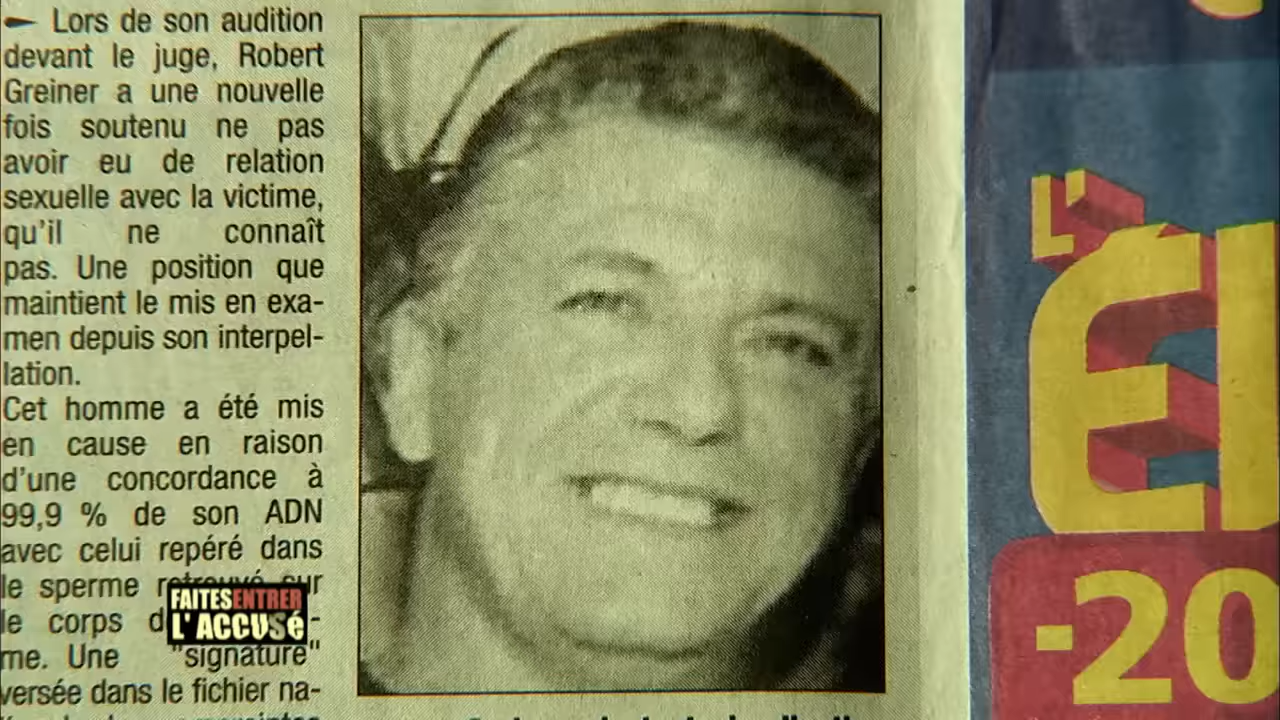 Lors de son audition
devant le juge, Robert
Greiner a une nouvelle
fois soutenu ne pas
avoir eu de relation
sexuelle avec la victime,
qu'il ne connaît
pas. Une position que
maintient le mis en exa-
men depuis son interpel-
lation.
Cet homme a été mis
en cause en raison
d'une concordance à
99,9 % de son ADN
avec celui repéré dans
le sperme retrouvé sur
le corps
me. Une "signature"
versée dans le fichier na-
FAITES ENTRER
L'ACCUSé
L'É
-20